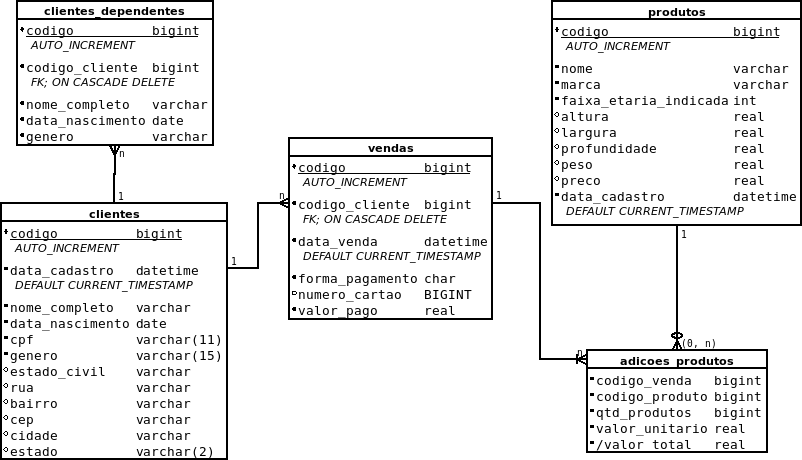 clientes_dependentes
codigo bigint
AUTO_INCREMENT
codigo_cliente bigint
FK; ON CASCADE DELETE
nome_completo varchar
data_nascimento date
genero varchar
n
1
clientes
codigo bigint
AUTO_INCREMENT
data_cadastro datetime
DEFAULT CURRENT_TIMESTAMP
nome_completo varchar
data_nascimento date
cpf varchar(11)
genero varchar(15)
estado_civil varchar
rua varchar
bairro varchar
cep varchar
cidade varchar
estado varchar(2)
1
n
vendas
codigo bigint
AUTO_INCREMENT
codigo_cliente bigint
FK; ON CASCADE DELETE
data_venda datetime
DEFAULT CURRENT_TIMESTAMP
forma_pagamento char
numero_cartao BIGINT
valor_pago real
1
n
produtos
codigo bigint
AUTO_INCREMENT
nome varchar
marca varchar
faixa_etaria_indicada int
altura real
largura real
profundidade real
peso real
preco real
data_cadastro datetime
DEFAULT CURRENT_TIMESTAMP
1
(0, n)
adicoes_produtos
codigo_venda bigint
codigo_produto bigint
qtd_produtos bigint
valor_unitario real
/valor_total real